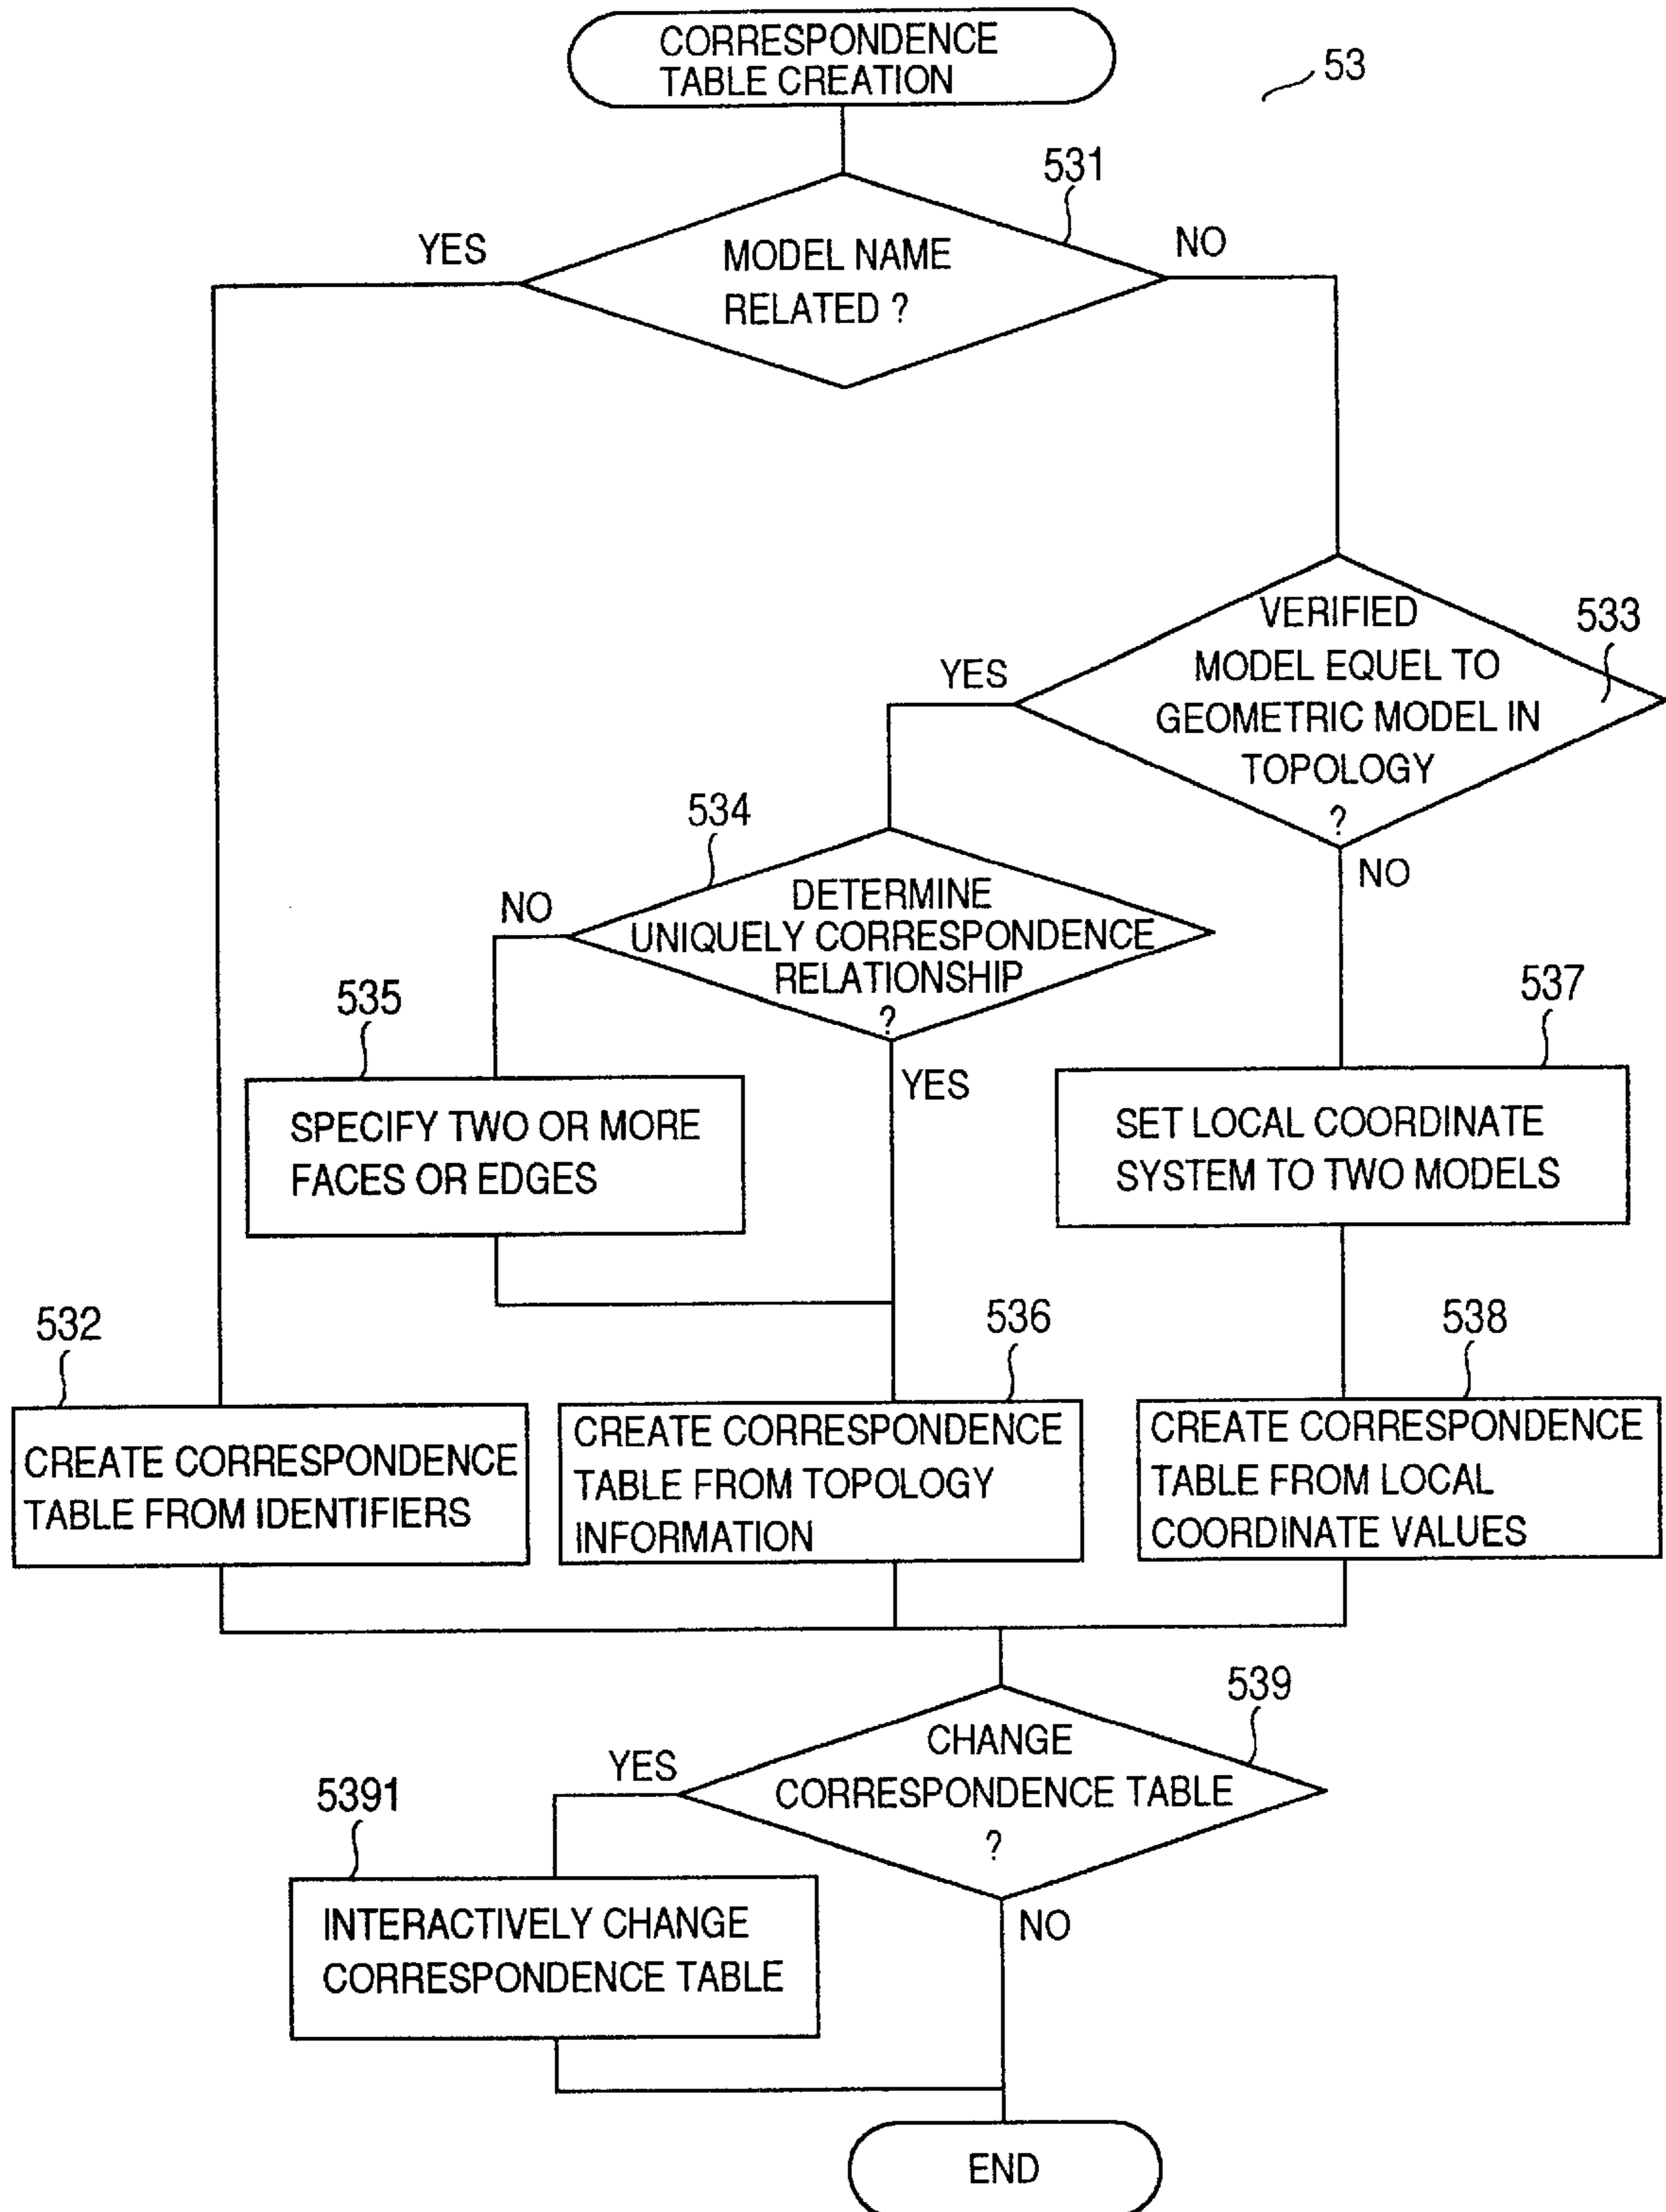 CORRESPONDENCE
TABLE CREATION
53
531
YES
NO
MODEL NAME
RELATED ?
VERIFIED
533
MODEL EQUEL TO
YES
GEOMETRIC MODEL IN
TOPOLOGY
?
534
NO
DETERMINE
NO
UNIQUELY CORRESPONDENCE
RELATIONSHIP
?
535
537
YES
SPECIFY TWO OR MORE
FACES OR EDGES
SET LOCAL COORDINATE
SYSTEM TO TWO MODELS
532
536
538
CREATE CORRESPONDENCE
TABLE FROM IDENTIFIERS
CREATE CORRESPONDENCE
TABLE FROM TOPOLOGY
INFORMATION
CREATE CORRESPONDENCE
TABLE FROM LOCAL
COORDINATE VALUES
539
CHANGE
CORRESPONDENCE TABLE
?
YES
5391
NO
INTERACTIVELY CHANGE
CORRESPONDENCE TABLE
END